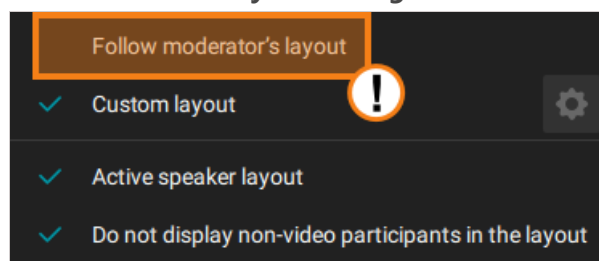 Follow moderator's layout
Custom layout
!
Active speaker layout
Do not display non-video participants in the layout